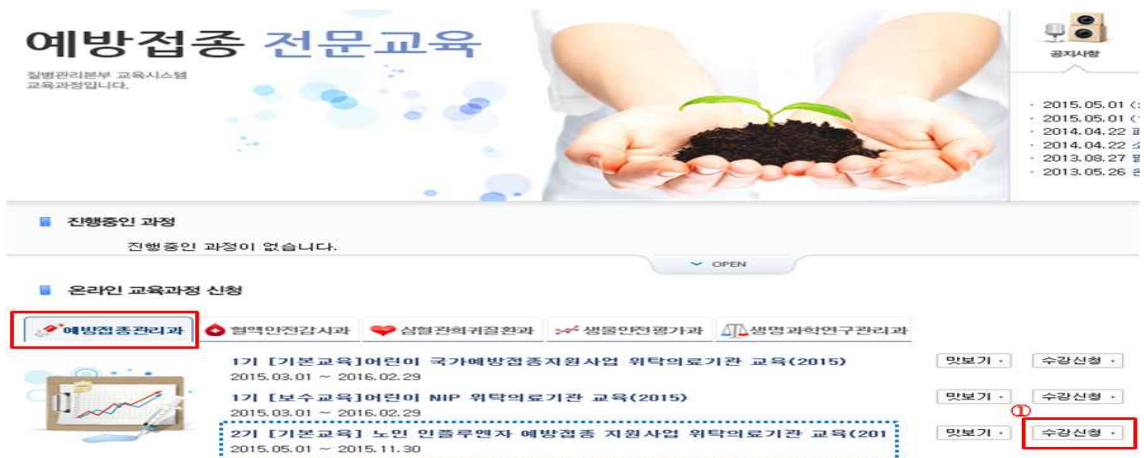 예방접종 전문교육
질병관리본부 교육시스템
교육과정입니다.
공지사항
· 2015.05.01
· 2015.05.01
· 2014.04.22
· 2014.04.22
· 2013.08.27
· 2013.05.26
진행중인 과정
진행중인 과정이 없습니다.
OPEN
온라인 교육과정 신청
예방접종관리과 혈액안전감시과 심혈관희귀질환과 생물안전평가과 생명과학연구관리과
1기 [기본교육]어린이 국가예방접종지원사업 위탁의료기관 교육(2015) 맛보기 수강신청
2015.03.01 ~ 2016.02.29
1기 [보수교육]어린이 NIP 위탁의료기관 교육(2015) 맛보기 수강신청
2015.03.01 ~ 2016.02.29
①
2기 [기본교육] 노인 인플루엔자 예방접종 지원사업 위탁의료기관 교육(201 맛보기 수강신청
2015.05.01 ~ 2015.11.30